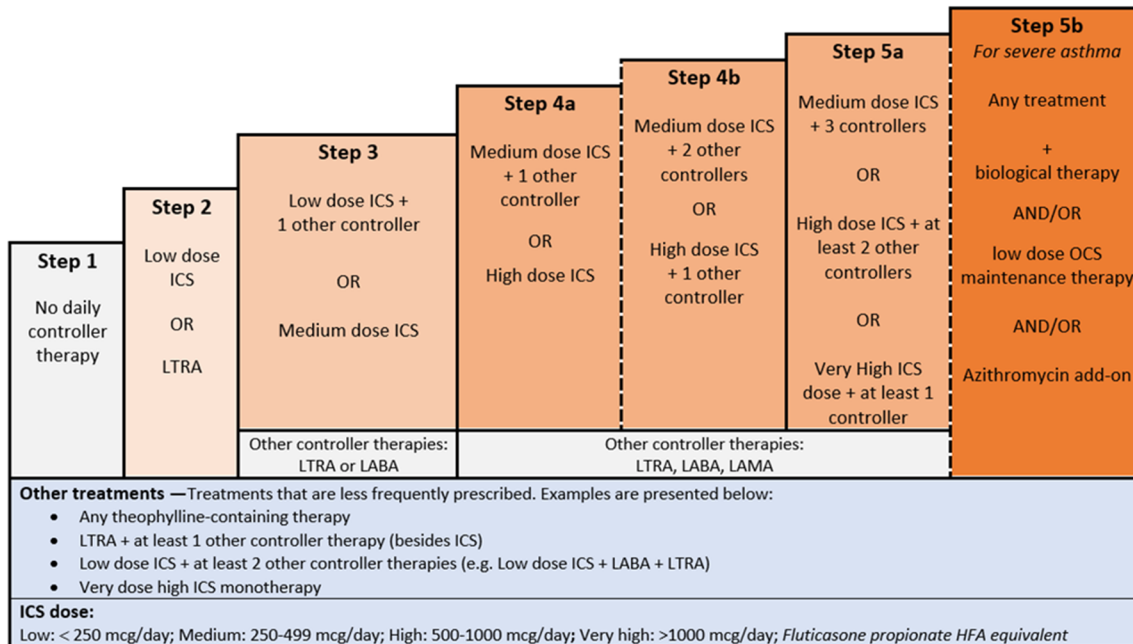 Step 1
No daily
controller
therapy
Step 2
Low dose
ICS
OR
LTRA
Step 3
Low dose ICS +
1 other controller
OR
Medium dose ICS
Step 4a
Medium dose ICS
+ 1 other
controller
OR
High dose ICS
Step 4b
Medium dose ICS
+ 2 other
controllers
OR
High dose ICS
+ 1 other
controller
Step 5a
Medium dose ICS
+ 3 controllers
OR
High dose ICS + at
least 2 other
controllers
OR
Very High ICS
dose + at least 1
controller
Step 5b
For severe asthma
Any treatment
+
biological therapy
AND/OR
low dose OCS
maintenance therapy
AND/OR
Azithromycin add-on
Other controller therapies:
LTRA or LABA
Other controller therapies:
LTRA, LABA, LAMA
Other treatments —Treatments that are less frequently prescribed. Examples are presented below:
• Any theophylline-containing therapy
• LTRA + at least 1 other controller therapy (besides ICS)
• Low dose ICS + at least 2 other controller therapies (e.g. Low dose ICS + LABA + LTRA)
• Very dose high ICS monotherapy
ICS dose:
Low: < 250 mcg/day; Medium: 250-499 mcg/day; High: 500-1000 mcg/day; Very high: >1000 mcg/day; Fluticasone propionate HFA equivalent